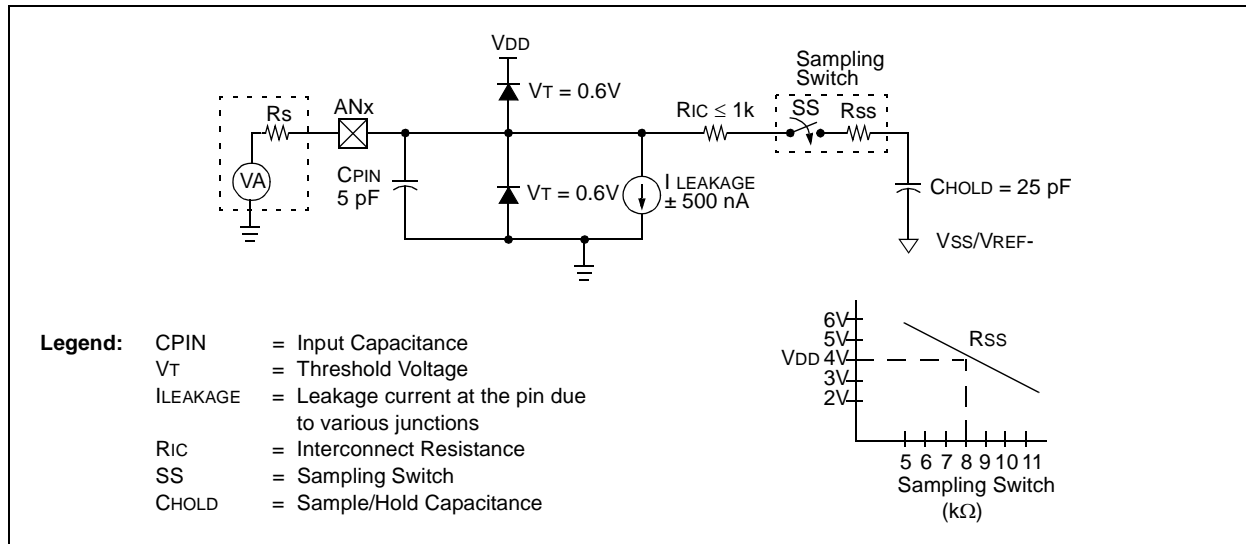 VDD
Sampling
Switch
VT = 0.6V
Rs
ANx
RIC ≤ 1k
SS
RSS
VA
CPIN
5 pF
VT = 0.6V
I LEAKAGE
± 500 nA
CHOLD = 25 pF
VSS/VREF-
Legend:
CPIN = Input Capacitance
VT = Threshold Voltage
ILEAKAGE = Leakage current at the pin due
to various junctions
RIC = Interconnect Resistance
SS = Sampling Switch
CHOLD = Sample/Hold Capacitance
6V
5V
VDD 4V
3V
2V
RSS
5 6 7 8 9 10 11
Sampling Switch
(kΩ)